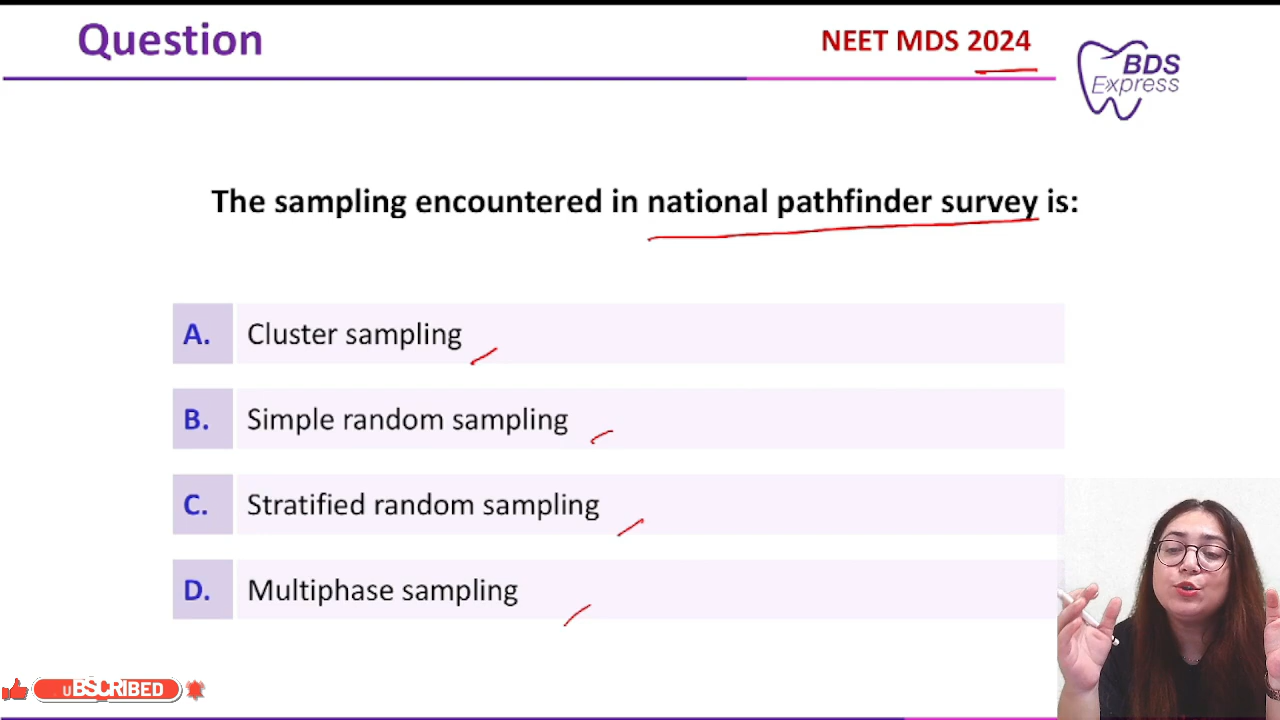 Question
NEET MDS 2024
BDS
Express
The sampling encountered in national pathfinder survey is:
A. Cluster sampling
B. Simple random sampling
C. Stratified random sampling
D. Multiphase sampling
UBSCRIBED